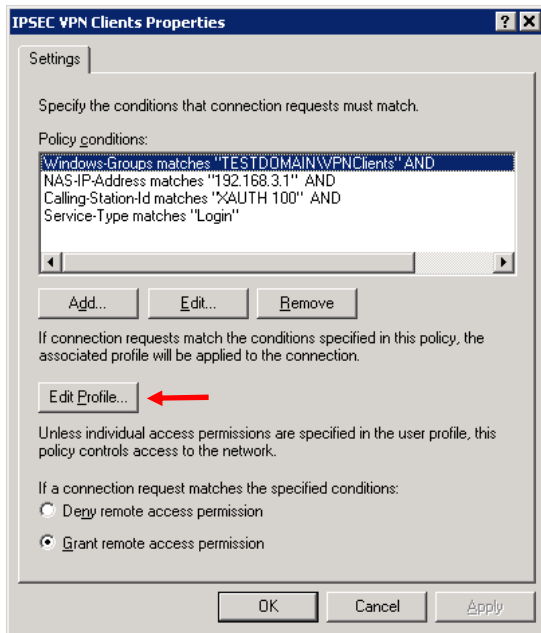 IPSEC VPN Clients Properties
Settings
Specify the conditions that connection requests must match.
Policy conditions:
Windows-Groups matches "TESTDOMAIN\VPNClients" AND
NAS-IP-Address matches "192.168.3.1" AND
Calling-Station-Id matches "XAUTH 100" AND
Service-Type matches "Login"
Add... Edit... Remove
If connection requests match the conditions specified in this policy, the
associated profile will be applied to the connection.
Edit Profile...
Unless individual access permissions are specified in the user profile, this
policy controls access to the network.
If a connection request matches the specified conditions:
Deny remote access permission
Grant remote access permission
OK Cancel Apply